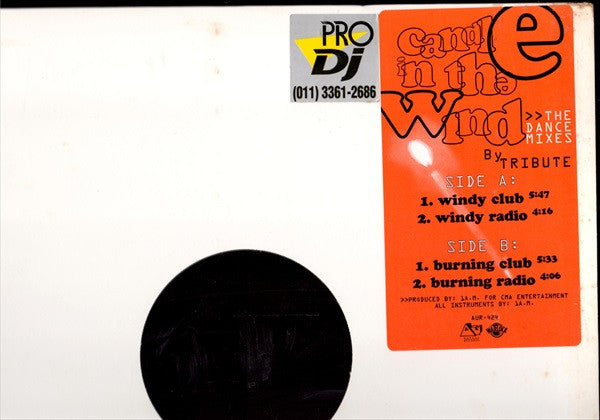 PRO
DJ
(011) 3361-2686
candle
in the
wind
>>THE
DANCE
MIXES
By TRIBUTE
SIDE A:
1. windy club 5:47
2. windy radio 4:16
SIDE B:
1. burning club 5:33
2. burning radio 4:06
>>PRODUCED BY: 1A.M. FOR CMA ENTERTAINMENT
ALL INSTRUMENTS BY: 1A.M.
AUR-424